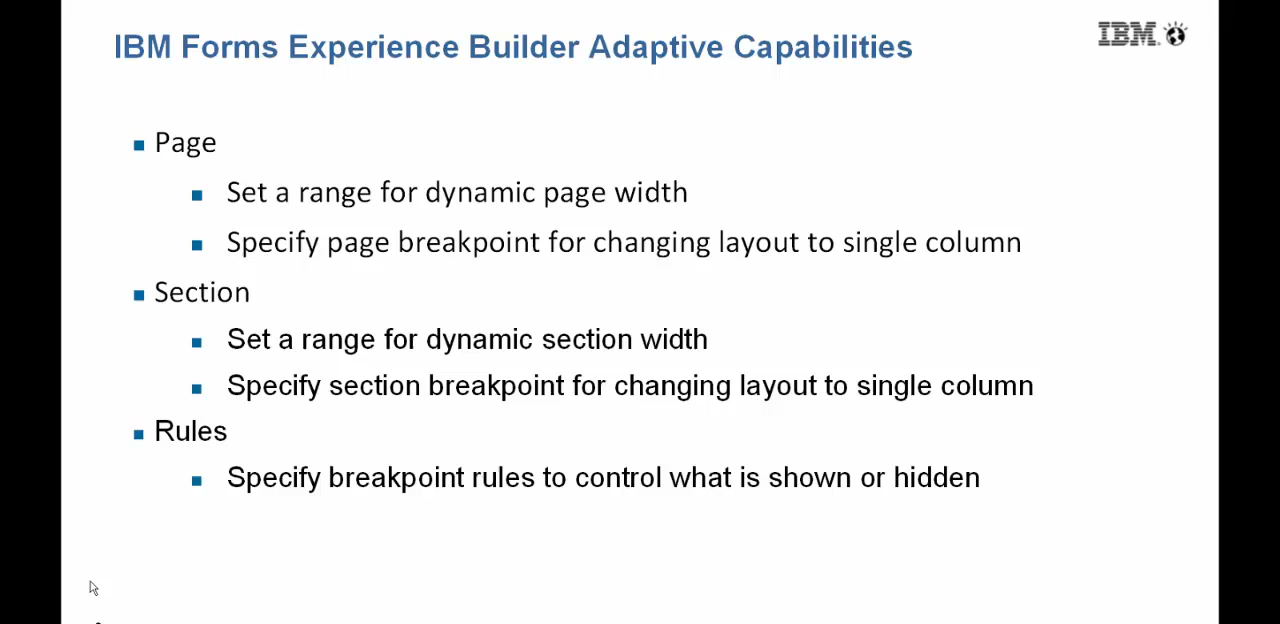 IBM Forms Experience Builder Adaptive Capabilities
IBM
Page
Set a range for dynamic page width
Specify page breakpoint for changing layout to single column
Section
Set a range for dynamic section width
Specify section breakpoint for changing layout to single column
Rules
Specify breakpoint rules to control what is shown or hidden